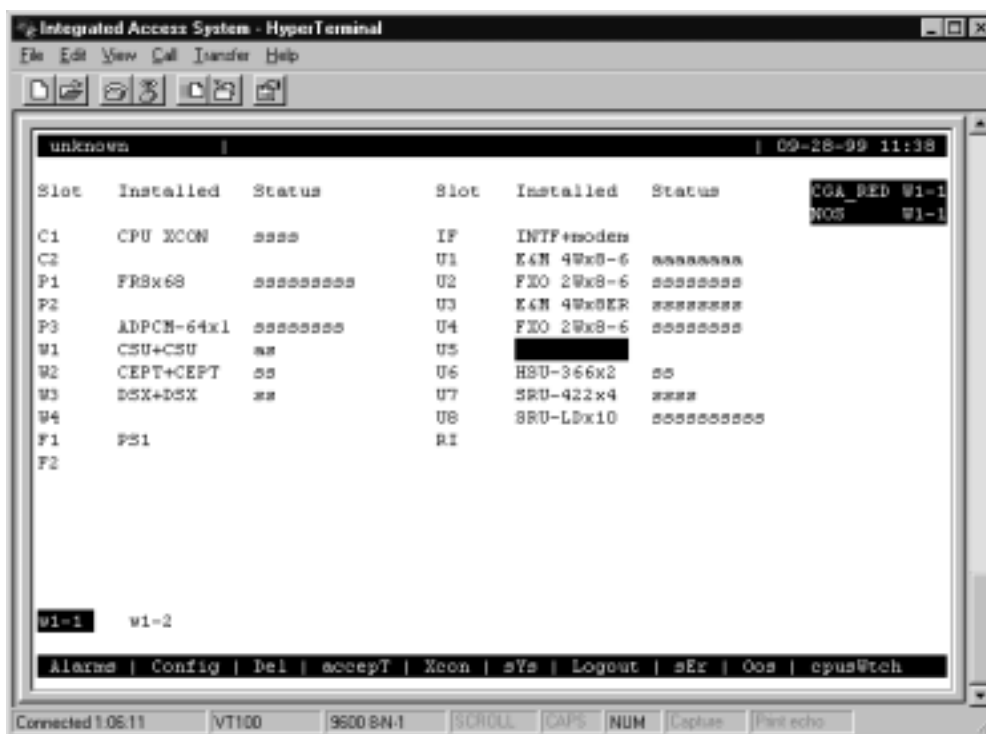 Integrated Access System - HyperTerminal
File Edit View Call Transfer Help
unknown | | 09-28-99 11:38
Slot Installed Status Slot Installed Status CGA_RED W1-1
NOS W1-1
C1 CPU XCON ssss IF INTF+modem
C2 U1 E&M 4Wx8-6 ssssssss
P1 FR8x68 sssssssss U2 FXO 2Wx8-6 ssssssss
P2 U3 E&M 4Wx8ER ssssssss
P3 ADPCM-64x1 ssssssss U4 FXO 2Wx8-6 ssssssss
W1 CSU+CSU U5
W2 CEPT+CEPT ss U6 HSU-366x2 ss
W3 DSX+DSX ss U7 SRU-422x4 ssss
W4 U8 SRU-LDx10 ssssssssss
F1 PS1 RI
F2
w1-1 w1-2
Alarms | Config | Del | accepT | Xcon | sYs | Logout | sEr | Oos | cpusWtch
Connected 1:06:11 VT100 9600 8-N-1 SCROLL CAPS NUM Capture Print echo